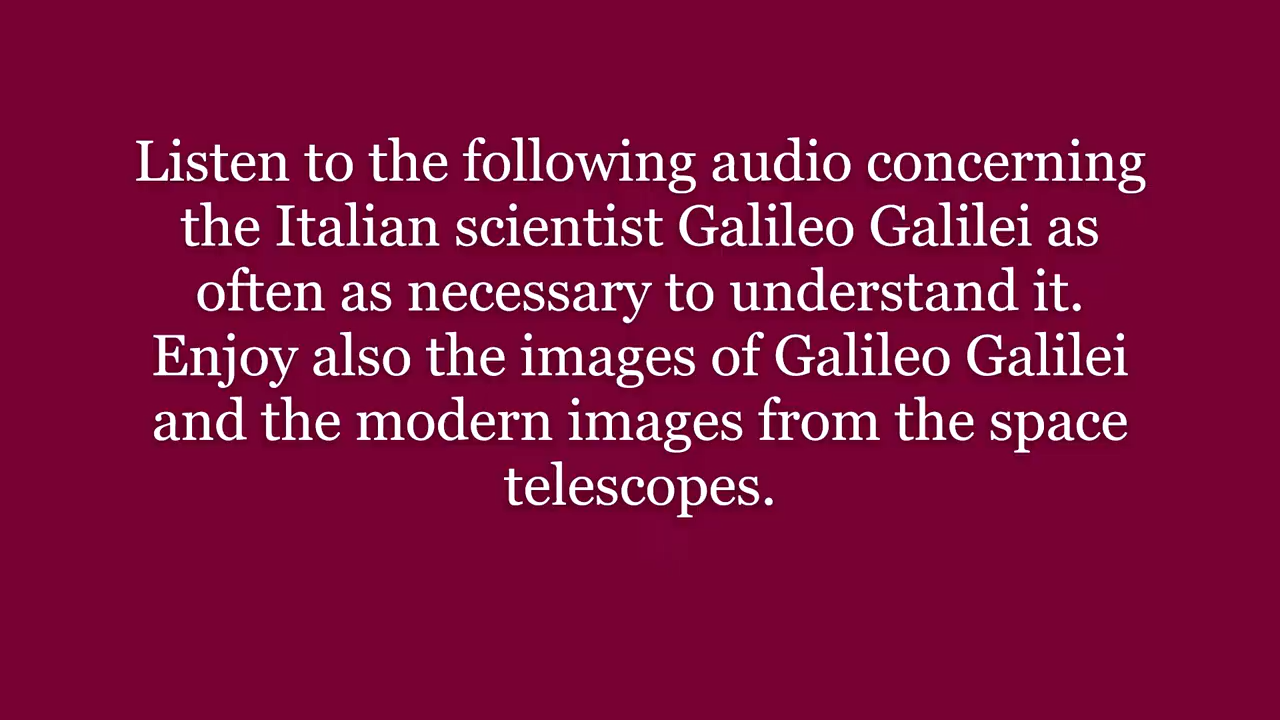 Listen to the following audio concerning
the Italian scientist Galileo Galilei as
often as necessary to understand it.
Enjoy also the images of Galileo Galilei
and the modern images from the space
telescopes.